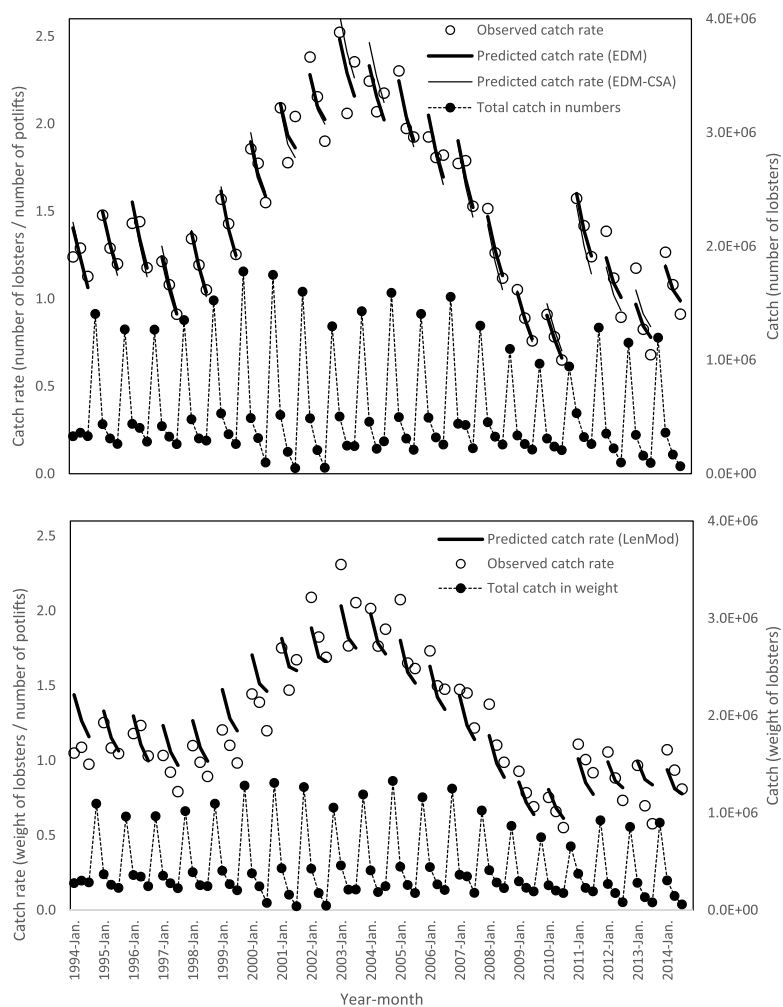 Catch rate (number of lobsters / number of potlifts)
2.5
2.0
1.5
1.0
0.5
0.0
Observed catch rate
Predicted catch rate (EDM)
Predicted catch rate (EDM-CSA)
Total catch in numbers
4.0E+06
3.0E+06
2.0E+06
1.0E+06
0.0E+00
Catch (number of lobsters)
Catch rate (weight of lobsters / number of potlifts)
2.5
2.0
1.5
1.0
0.5
0.0
Predicted catch rate (LenMod)
Observed catch rate
Total catch in weight
4.0E+06
3.0E+06
2.0E+06
1.0E+06
0.0E+00
Catch (weight of lobsters)
1994-Jan.
1995-Jan.
1996-Jan.
1997-Jan.
1998-Jan.
1999-Jan.
2000-Jan.
2001-Jan.
2002-Jan.
2003-Jan.
2004-Jan.
2005-Jan.
2006-Jan.
2007-Jan.
2008-Jan.
2009-Jan.
2010-Jan.
2011-Jan.
2012-Jan.
2013-Jan.
2014-Jan.
Year-month